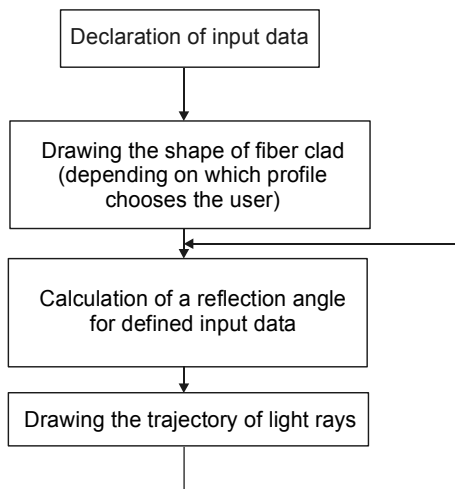 Declaration of input data
Drawing the shape of fiber clad
(depending on which profile
chooses the user)
Calculation of a reflection angle
for defined input data
Drawing the trajectory of light rays